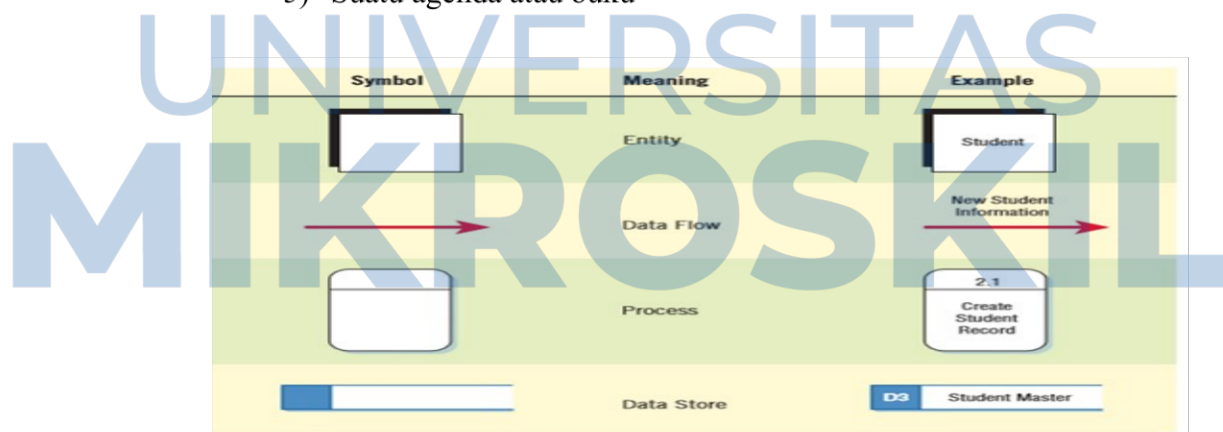 5) Suatu agenda atau buku
UNIVERSITAS
MIKROSKIL
Symbol Meaning Example
Entity Student
Data Flow New Student
Information
Process 2.1
Create
Student
Record
Data Store D3 Student Master